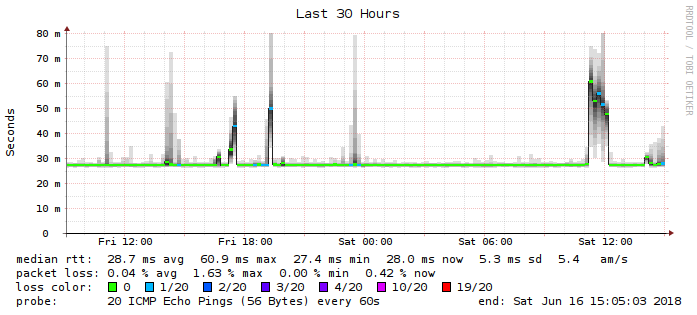 Last 30 Hours
RRDTOOL / TOBI OETIKER
Seconds
80 m
70 m
60 m
50 m
40 m
30 m
20 m
10 m
0
Fri 12:00 Fri 18:00 Sat 00:00 Sat 06:00 Sat 12:00
median rtt: 28.7 ms avg 60.9 ms max 27.4 ms min 28.0 ms now 5.3 ms sd 5.4 am/s
packet loss: 0.04 % avg 1.63 % max 0.00 % min 0.42 % now
loss color: 0 1/20 2/20 3/20 4/20 10/20 19/20
probe: 20 ICMP Echo Pings (56 Bytes) every 60s end: Sat Jun 16 15:05:03 2018